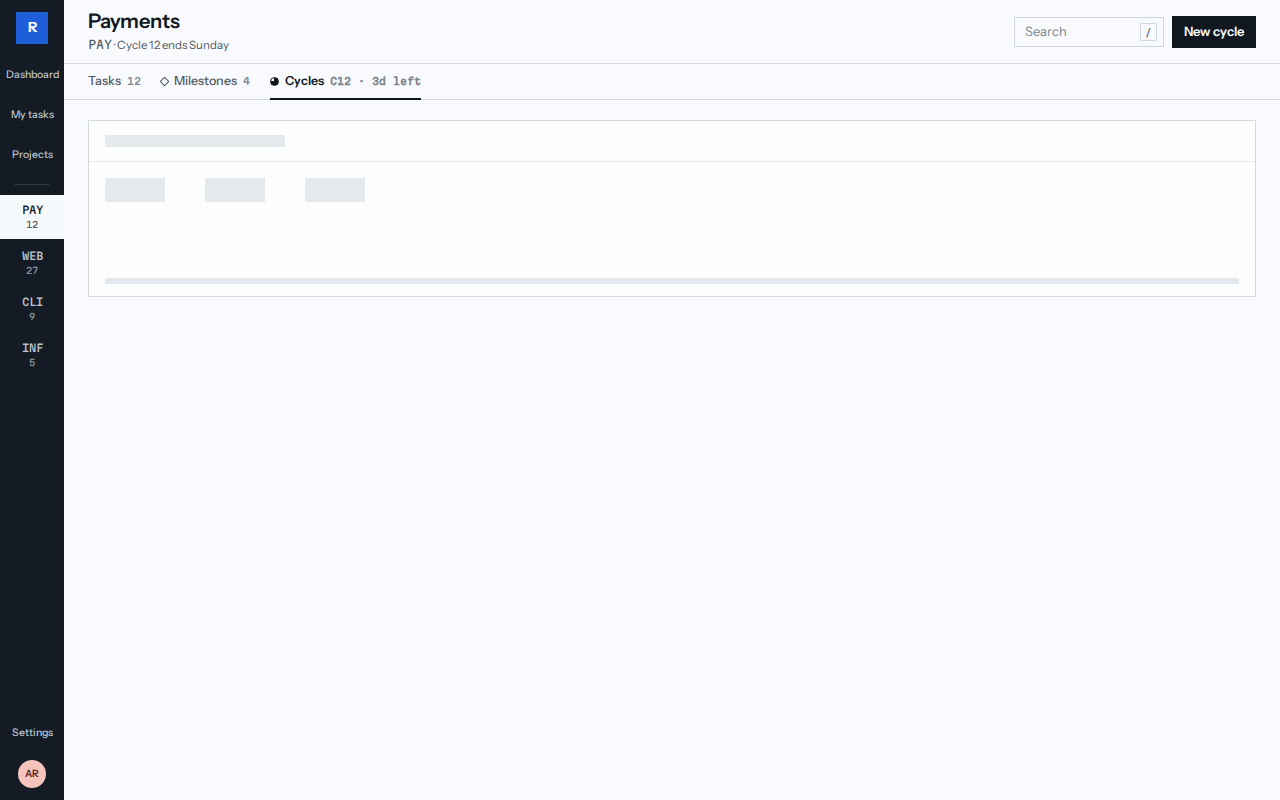 R
Dashboard
My tasks
Projects
PAY
12
WEB
27
CLI
9
INF
5
Settings
AR
Payments
PAY · Cycle 12 ends Sunday
Search /
New cycle
Tasks 12 Milestones 4 Cycles C12 · 3d left